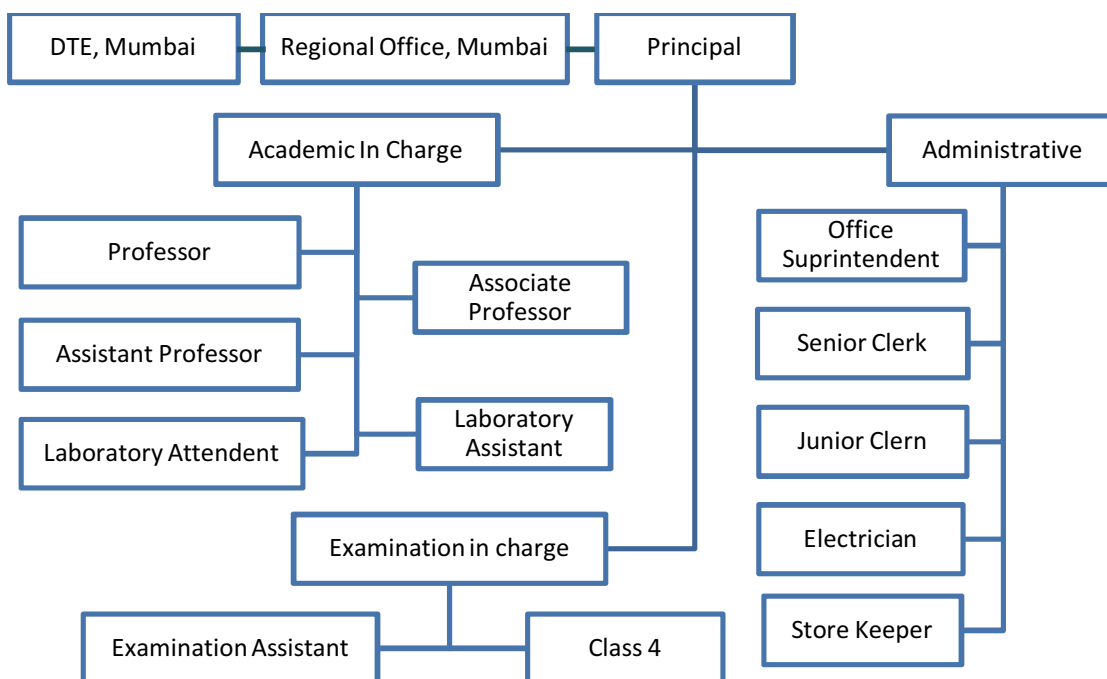 DTE, Mumbai
Regional Office, Mumbai
Principal
Academic In Charge
Administrative
Professor
Associate
Professor
Assistant Professor
Laboratory
Assistant
Laboratory Attendent
Office
Suprintendent
Senior Clerk
Junior Clern
Electrician
Store Keeper
Examination in charge
Examination Assistant
Class 4